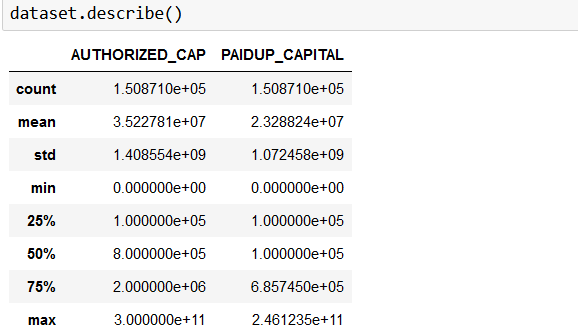 dataset.describe()
AUTHORIZED_CAP PAIDUP_CAPITAL
count 1.508710e+05 1.508710e+05
mean 3.522781e+07 2.328824e+07
std 1.408554e+09 1.072458e+09
min 0.000000e+00 0.000000e+00
25% 1.000000e+05 1.000000e+05
50% 8.000000e+05 1.000000e+05
75% 2.000000e+06 6.857450e+05
max 3.000000e+11 2.461235e+11